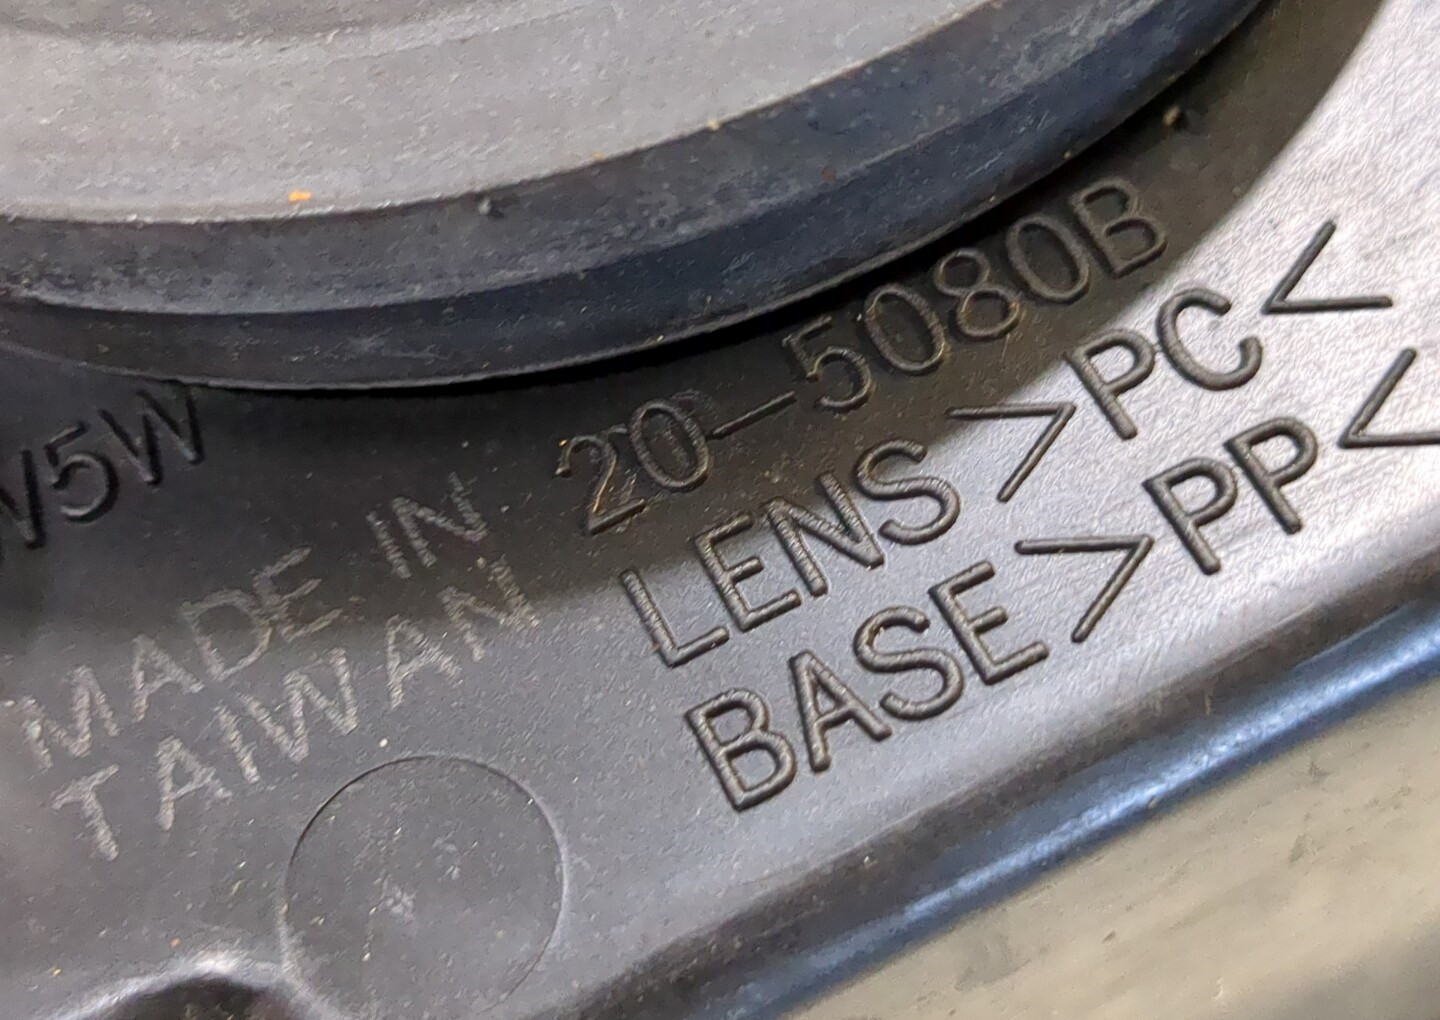 W5W
MADE IN
TAIWAN
20-5080B
LENS >PC<
BASE >PP<